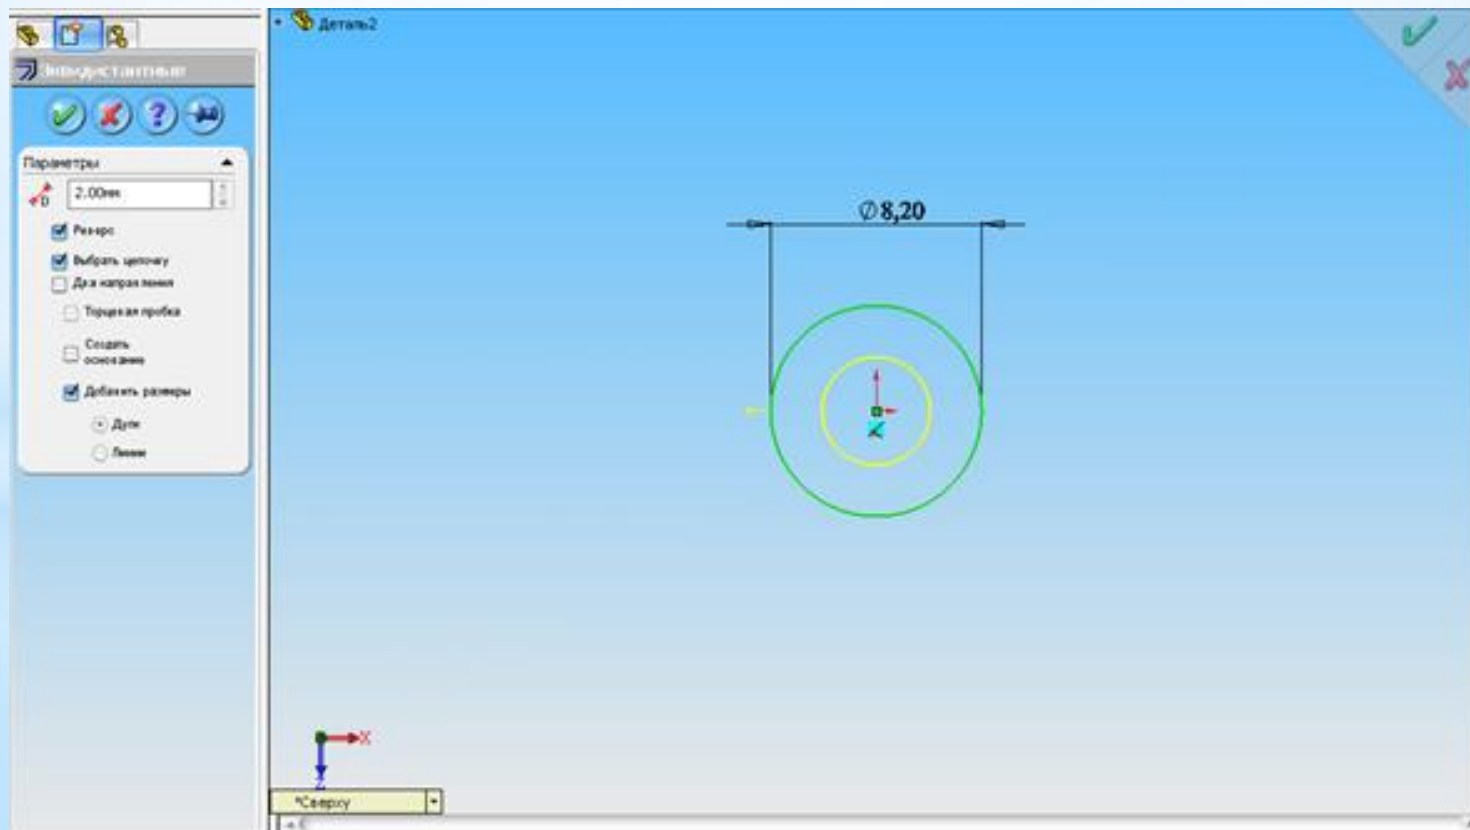 Деталь2
Эквидистантные
Параметры
D
2.00мм
Реверс
Выбрать цепочку
Два направления
Торцевая пробка
Создать
основание
Добавить размеры
Дуги
Линии
∅8,20
X
Z
*Сверху